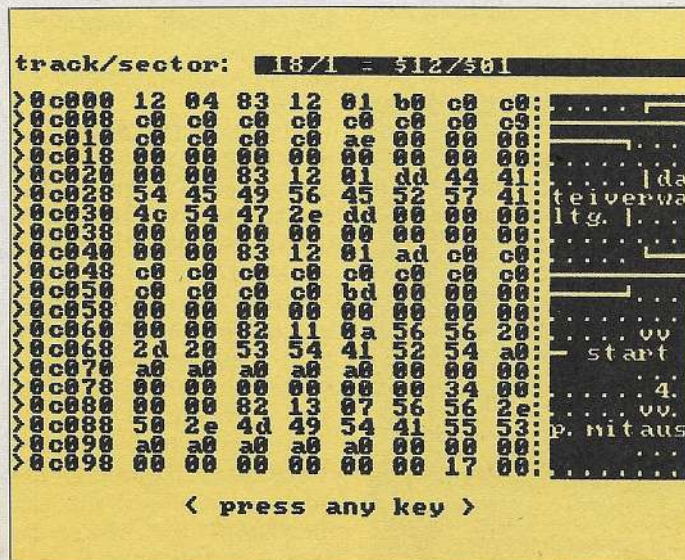 track/sector: 18/1 = $12/$01
>0c000 12 04 83 12 01 b0 c0 c0:.....
>0c008 c0 c0 c0 c0 c0 c0 c0 c9:
>0c010 c0 c0 c0 c0 c0 ae 00 00 00:...
>0c018 00 00 00 00 00 00 00 00:........
>0c020 00 00 83 12 01 dd 44 41:..... |da
>0c028 54 45 49 56 45 52 57 41:teiverwa
>0c030 4c 54 47 2e dd 00 00 00:ltg. |...
>0c038 00 00 00 00 00 00 00 00:........
>0c040 00 00 83 12 01 ad c0 c0:.....
>0c048 c0 c0 c0 c0 c0 c0 c0 c0:
>0c050 c0 c0 c0 c0 bd 00 00 00:...
>0c058 00 00 00 00 00 00 00 00:........
>0c060 00 00 82 11 0a 56 56 20:.....vv
>0c068 2d 20 53 54 41 52 54 a0:- start
>0c070 a0 a0 a0 a0 a0 00 00 00:...
>0c078 00 00 00 00 00 00 34 00:......4.
>0c080 00 00 82 13 07 56 56 2e:.....vv.
>0c088 50 2e 4d 49 54 41 55 53:p.mitaus
>0c090 a0 a0 a0 a0 a0 00 00 00:...
>0c098 00 00 00 00 00 00 17 00:........
< press any key >